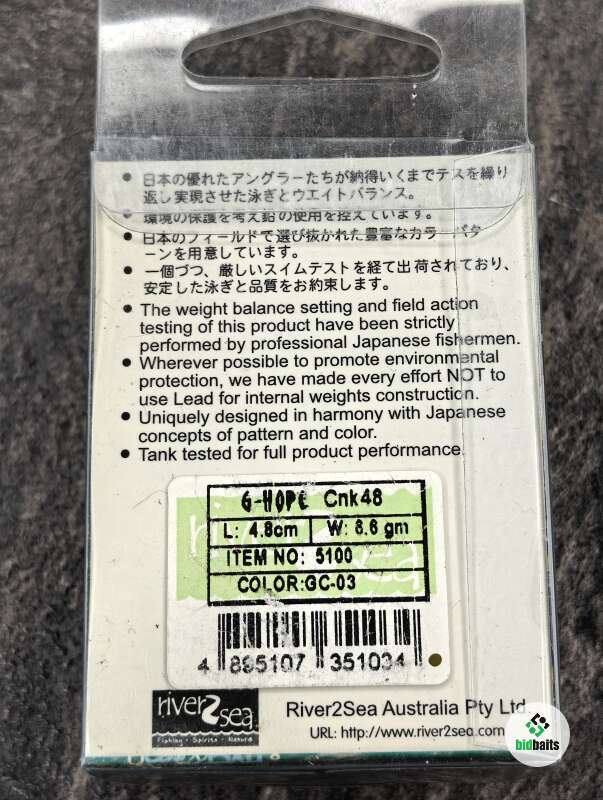 ● 日本の優れたアングラーたちが納得いくまでテスを繰り
返し実現させた泳ぎとウエイトバランス。
● 環境の保護を考え鉛の使用を控えています。
● 日本のフィールドで選び抜かれた豊富なカラーパタ
ーンを用意しています。
● 一個づつ、厳しいスイムテストを経て出荷されており、
安定した泳ぎと品質をお約束します。
● The weight balance setting and field action
testing of this product have been strictly
performed by professional Japanese fishermen.
● Wherever possible to promote environmental
protection, we have made every effort NOT to
use Lead for internal weights construction.
● Uniquely designed in harmony with Japanese
concepts of pattern and color.
● Tank tested for full product performance.
river2sea
G-HOPE Cnk48
L: 4.8cm W: 8.6 gm
ITEM NO: 5100
COLOR:GC-03
4 895107 351034
river2sea
Fishing • Spirits • Nature
River2Sea Australia Pty Ltd.
URL: http://www.river2sea.com
bidbaits